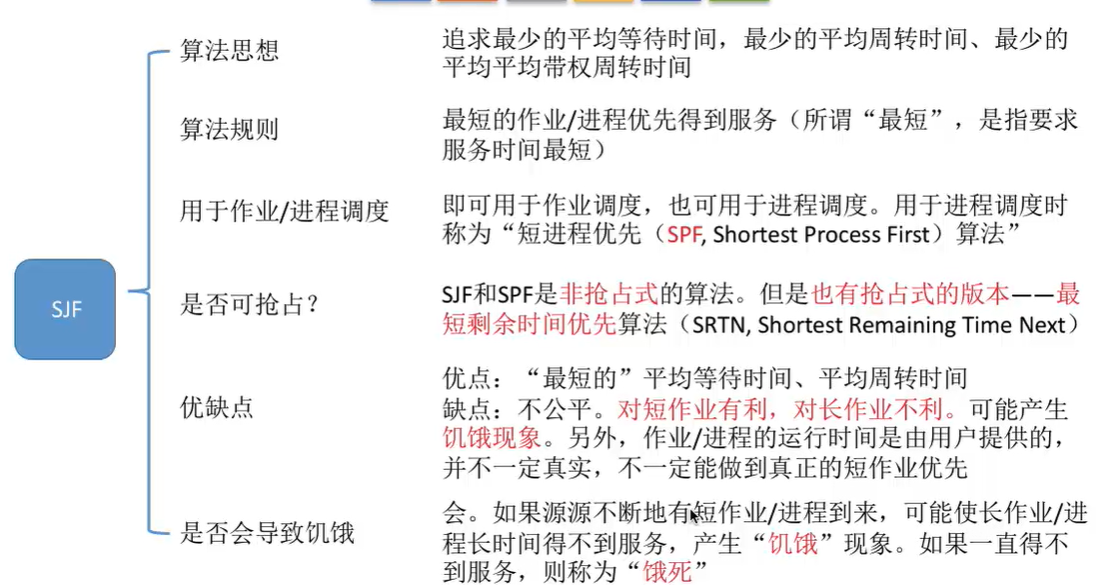 算法思想
追求最少的平均等待时间，最少的平均周转时间、最少的
平均平均带权周转时间
算法规则
最短的作业/进程优先得到服务（所谓“最短”，是指要求
服务时间最短）
用于作业/进程调度
即可用于作业调度，也可用于进程调度。用于进程调度时
称为“短进程优先（SPF, Shortest Process First）算法”
SJF
是否可抢占？
SJF和SPF是非抢占式的算法。但是也有抢占式的版本——最
短剩余时间优先算法（SRTN, Shortest Remaining Time Next）
优缺点
优点：“最短的”平均等待时间、平均周转时间
缺点：不公平。对短作业有利，对长作业不利。可能产生
饥饿现象。另外，作业/进程的运行时间是由用户提供的，
并不一定真实，不一定能做到真正的短作业优先
是否会导致饥饿
会。如果源源不断地有短作业/进程到来，可能使长作业/进
程长时间得不到服务，产生“饥饿”现象。如果一直得不
到服务，则称为“饿死”